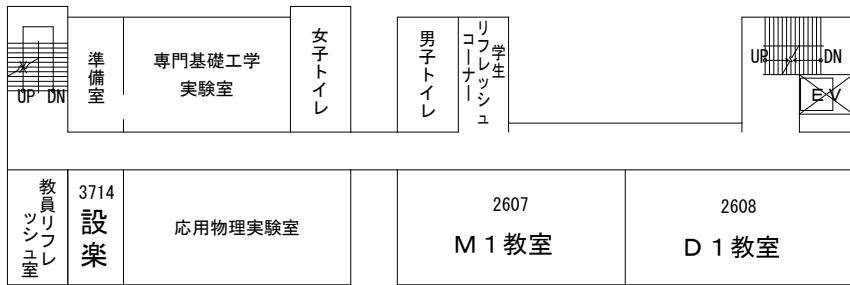 UP DN
準備室
専門基礎工学
実験室
女子トイレ
男子トイレ
学生
リフレッシュ
コーナー
UP DN
EV
教員リフレ
ッシュ室
3714
設楽
応用物理実験室
2607
M1教室
2608
D1教室